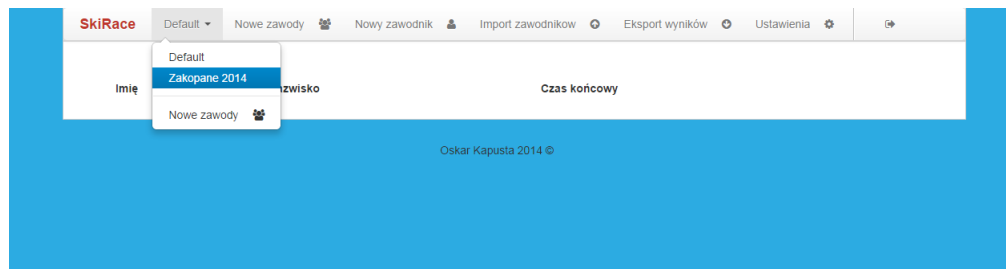 SkiRace Default Nowe zawody Nowy zawodnik Import zawodnikow Eksport wyników Ustawienia
Default
Zakopane 2014
Imię azwisko Czas końcowy
Nowe zawody
Oskar Kapusta 2014 ©